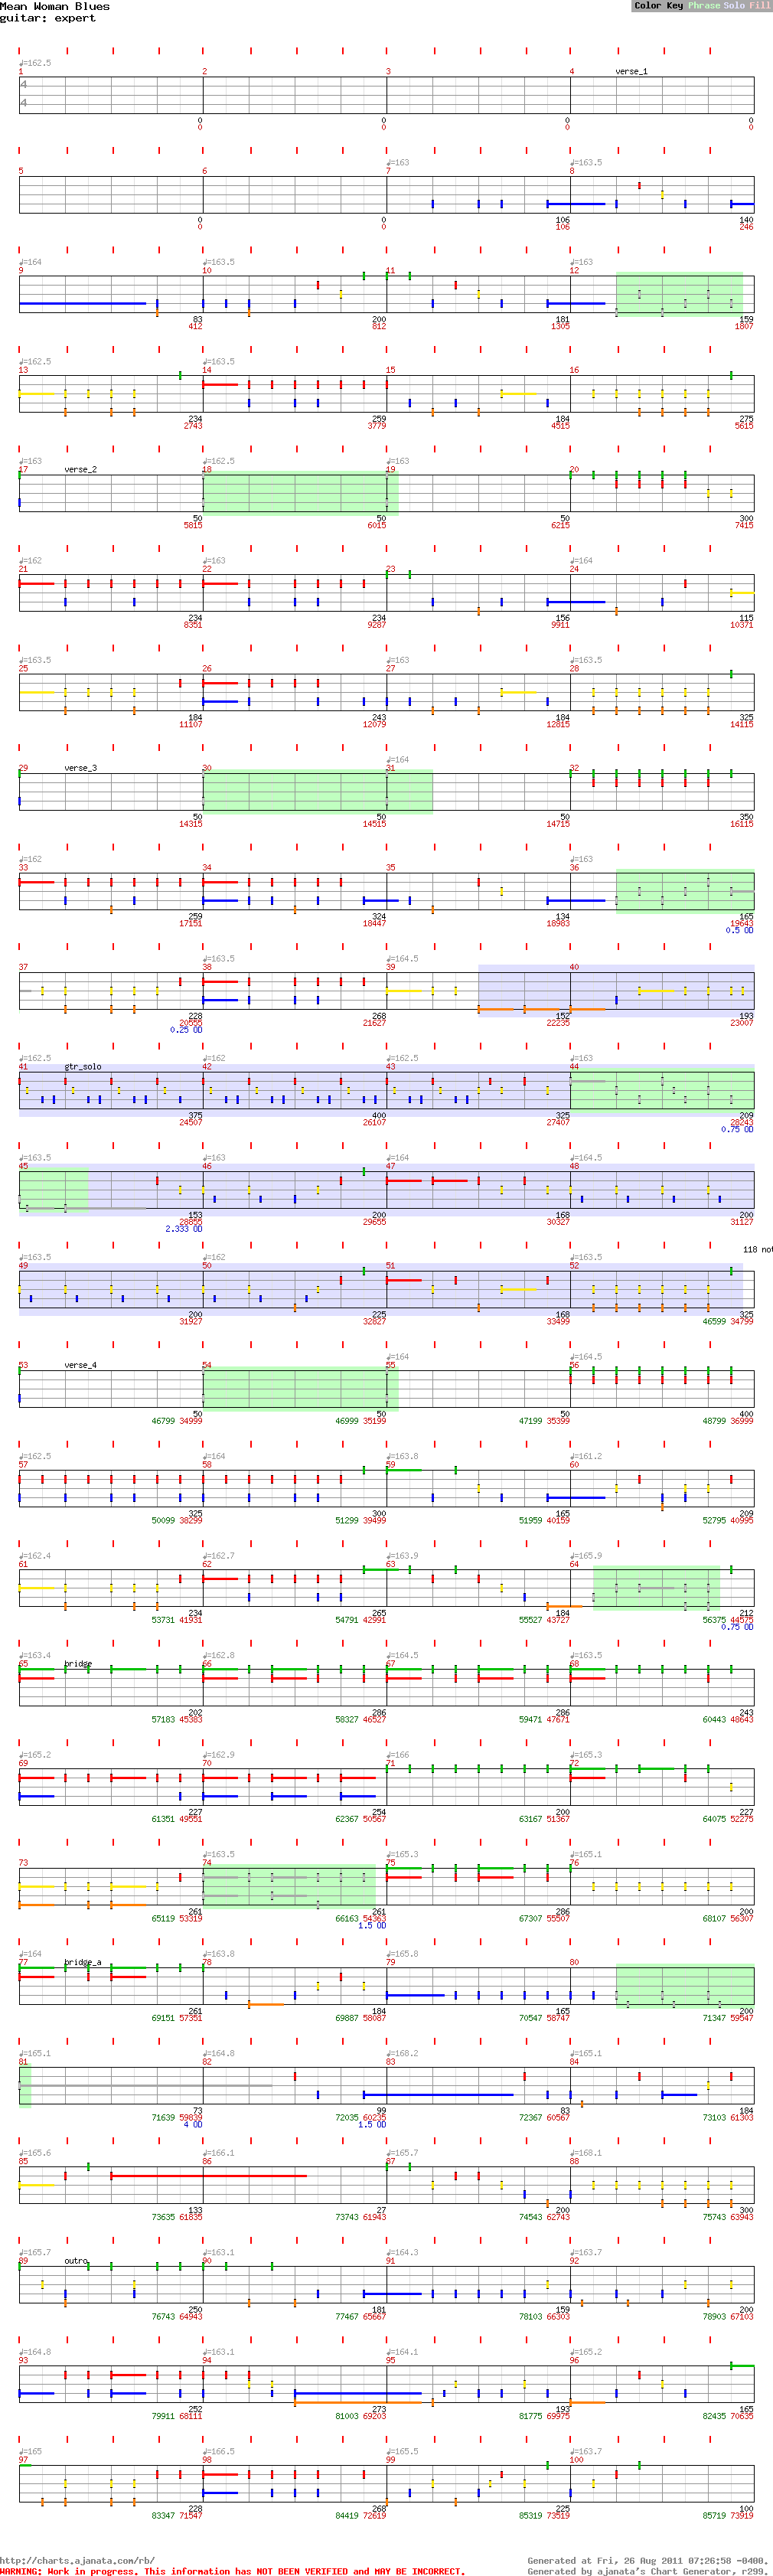 Mean Woman Blues
guitar: expert
Color Key Phrase Solo Fill
♩=162.5
1 2 3 4 verse_1
4
4
0 0 0 0
0 0 0 0
♩=163 ♩=163.5
5 6 7 8
0 0 106 140
0 0 106 246
♩=164 ♩=163.5 ♩=163
9 10 11 12
83 200 181 159
412 812 1305 1807
♩=162.5 ♩=163.5
13 14 15 16
234 259 184 275
2743 3779 4515 5615
♩=163 ♩=162.5 ♩=163
17 verse_2 18 19 20
50 50 50 300
5815 6015 6215 7415
♩=162 ♩=163 ♩=164
21 22 23 24
234 234 156 115
8351 9287 9911 10371
♩=163.5 ♩=163 ♩=163.5
25 26 27 28
184 243 184 325
11107 12079 12815 14115
♩=164
29 verse_3 30 31 32
50 50 50 350
14315 14515 14715 16115
♩=162 ♩=163
33 34 35 36
259 324 134 165
17151 18447 18983 19643
0.5 OD
♩=163.5 ♩=164.5
37 38 39 40
228 268 152 193
20555 21627 22235 23007
0.25 OD
♩=162.5 ♩=162 ♩=162.5 ♩=163
41 gtr_solo 42 43 44
375 400 325 209
24507 26107 27407 28243
0.75 OD
♩=163.5 ♩=163 ♩=164 ♩=164.5
45 46 47 48
153 200 168 200
28855 29655 30327 31127
2.333 OD
♩=163.5 ♩=162 ♩=163.5 118 not
49 50 51 52
200 225 168 325
31927 32827 33499 46599 34799
♩=164 ♩=164.5
53 verse_4 54 55 56
50 50 50 400
46799 34999 46999 35199 47199 35399 48799 36999
♩=162.5 ♩=164 ♩=163.8 ♩=161.2
57 58 59 60
325 300 165 209
50099 38299 51299 39499 51959 40159 52795 40995
♩=162.4 ♩=162.7 ♩=163.9 ♩=165.9
61 62 63 64
234 265 184 212
53731 41931 54791 42991 55527 43727 56375 44575
0.75 OD
♩=163.4 ♩=162.8 ♩=164.5 ♩=163.5
65 bridge 66 67 68
202 286 286 243
57183 45383 58327 46527 59471 47671 60443 48643
♩=165.2 ♩=162.9 ♩=166 ♩=165.3
69 70 71 72
227 254 200 227
61351 49551 62367 50567 63167 51367 64075 52275
♩=163.5 ♩=165.3 ♩=165.1
73 74 75 76
261 261 286 200
65119 53319 66163 54363 67307 55507 68107 56307
1.5 OD
♩=164 ♩=163.8 ♩=165.8
77 bridge_a 78 79 80
261 184 165 200
69151 57351 69887 58087 70547 58747 71347 59547
♩=165.1 ♩=164.8 ♩=168.2 ♩=165.1
81 82 83 84
73 99 83 184
71639 59839 72035 60235 72367 60567 73103 61303
4 OD 1.5 OD
♩=165.6 ♩=166.1 ♩=165.7 ♩=168.1
85 86 87 88
133 27 200 300
73635 61835 73743 61943 74543 62743 75743 63943
♩=165.7 ♩=163.1 ♩=164.3 ♩=163.7
89 outro 90 91 92
250 181 159 200
76743 64943 77467 65667 78103 66303 78903 67103
♩=164.8 ♩=163.1 ♩=164.1 ♩=165.2
93 94 95 96
252 273 193 165
79911 68111 81003 69203 81775 69975 82435 70635
♩=165 ♩=166.5 ♩=165.5 ♩=163.7
97 98 99 100
228 268 225 100
83347 71547 84419 72619 85319 73519 85719 73919
http://charts.ajanata.com/rb/ Generated at Fri, 26 Aug 2011 07:26:58 -0400.
WARNING: Work in progress. This information has NOT BEEN VERIFIED and MAY BE INCORRECT. Generated by ajanata's Chart Generator, r299.